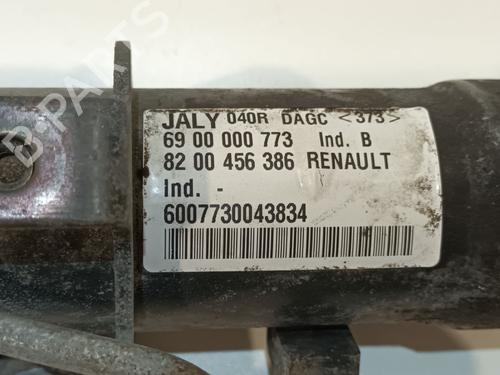 B-PARTS
JALY 040R DAGC <373>
69 00 000 773 Ind. B
82 00 456 386 RENAULT
Ind. -
6007730043834